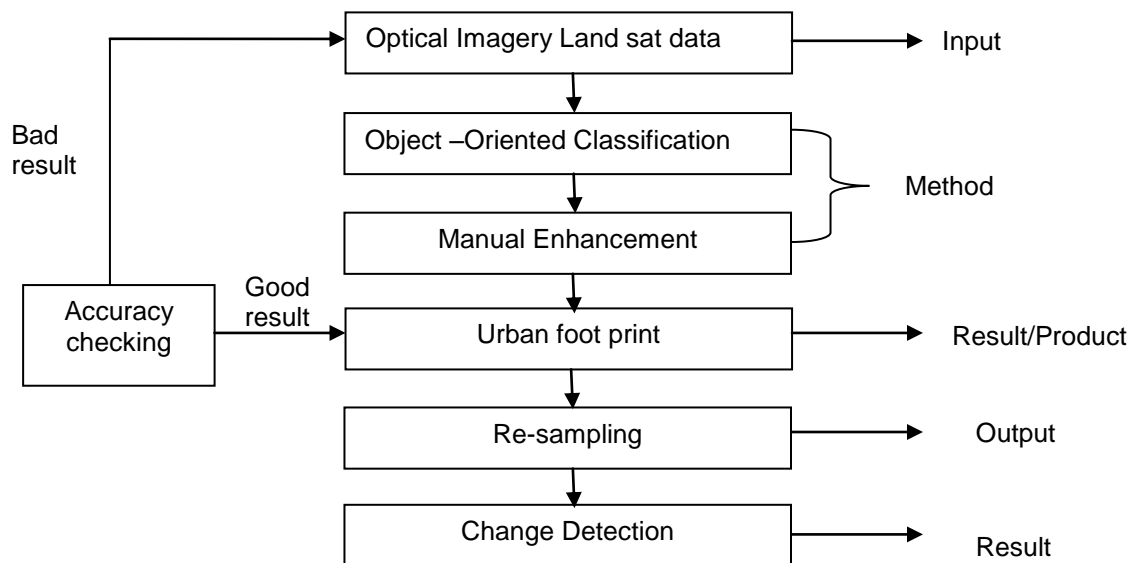 Optical Imagery Land sat data
Input
Bad
result
Object –Oriented Classification
Method
Manual Enhancement
Good
result
Accuracy
checking
Urban foot print
Result/Product
Re-sampling
Output
Change Detection
Result